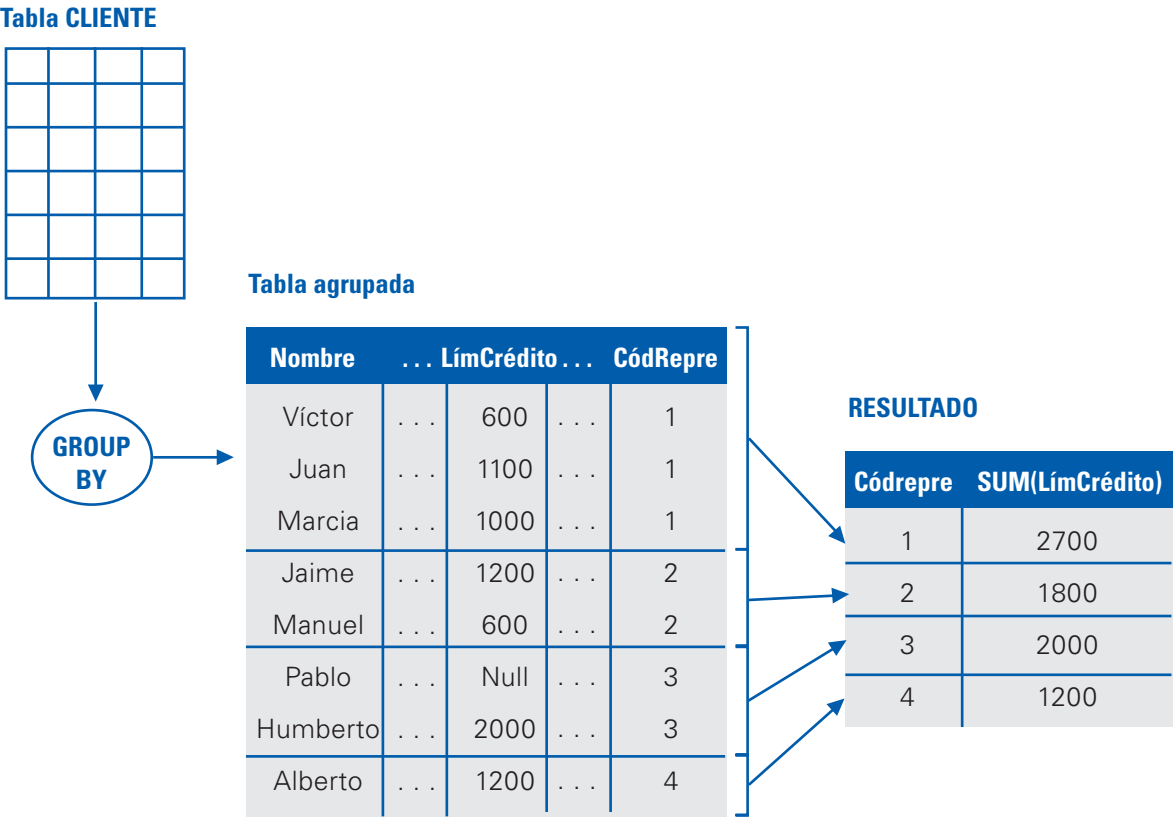 Tabla CLIENTE
GROUP
BY
Tabla agrupada
Nombre . . . LímCrédito . . . CódRepre
Víctor . . . 600 . . . 1
Juan . . . 1100 . . . 1
Marcia . . . 1000 . . . 1
Jaime . . . 1200 . . . 2
Manuel . . . 600 . . . 2
Pablo . . . Null . . . 3
Humberto . . . 2000 . . . 3
Alberto . . . 1200 . . . 4
RESULTADO
Códrepre SUM(LímCrédito)
1 2700
2 1800
3 2000
4 1200